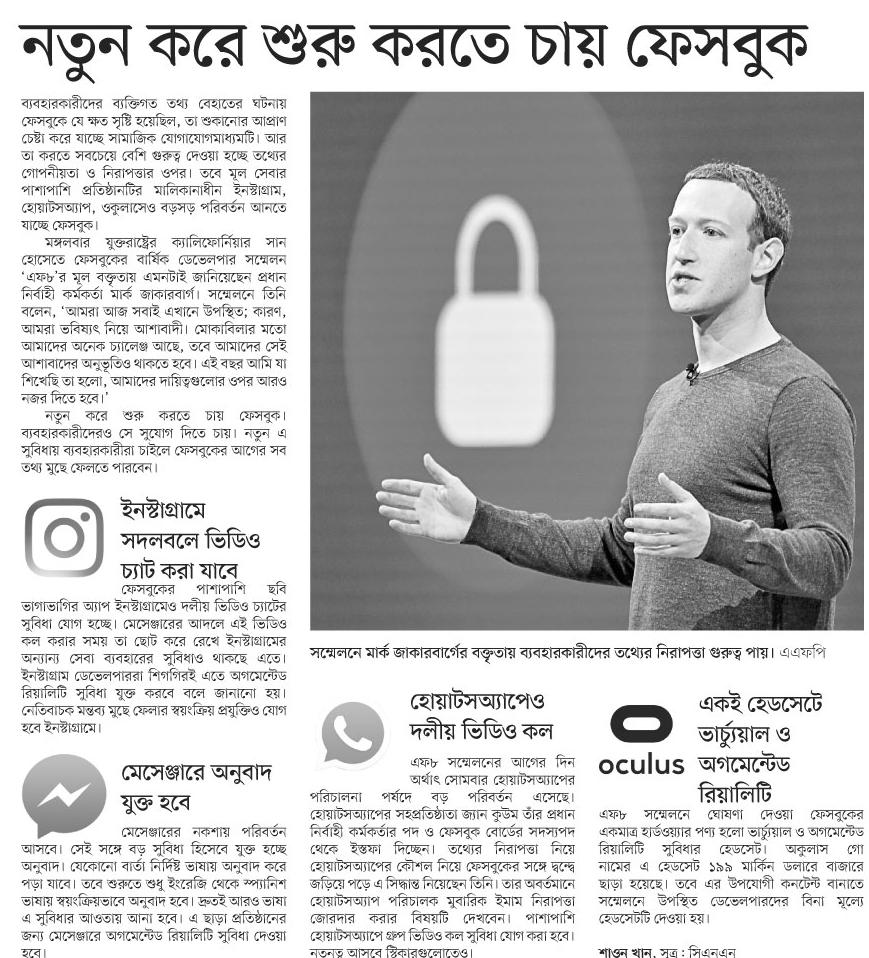 নতুন করে শুরু করতে চায় ফেসবুক
ব্যবহারকারীদের ব্যক্তিগত তথ্য বেহাতের ঘটনায়
ফেসবুকে যে ক্ষত সৃষ্টি হয়েছিল, তা শুকানোর আপ্রাণ
চেষ্টা করে যাচ্ছে সামাজিক যোগাযোগমাধ্যমটি। আর
তা করতে সবচেয়ে বেশি গুরুত্ব দেওয়া হচ্ছে তথ্যের
গোপনীয়তা ও নিরাপত্তার ওপর। তবে মূল সেবার
পাশাপাশি প্রতিষ্ঠানটির মালিকানাধীন ইনস্টাগ্রাম,
হোয়াটসঅ্যাপ, ওকুলাসেও বড়সড় পরিবর্তন আনতে
যাচ্ছে ফেসবুক।
মঙ্গলবার যুক্তরাষ্ট্রের ক্যালিফোর্নিয়ার সান
হোসেতে ফেসবুকের বার্ষিক ডেভেলপার সম্মেলন
‘এফ৮’র মূল বক্তৃতায় এমনটাই জানিয়েছেন প্রধান
নির্বাহী কর্মকর্তা মার্ক জাকারবার্গ। সম্মেলনে তিনি
বলেন, ‘আমরা আজ সবাই এখানে উপস্থিত; কারণ,
আমরা ভবিষ্যৎ নিয়ে আশাবাদী। মোকাবিলার মতো
আমাদের অনেক চ্যালেঞ্জ আছে, তবে আমাদের সেই
আশাবাদের অনুভূতিও থাকতে হবে। এই বছর আমি যা
শিখেছি তা হলো, আমাদের দায়িত্বগুলোর ওপর আরও
নজর দিতে হবে।’
নতুন করে শুরু করতে চায় ফেসবুক।
ব্যবহারকারীদেরও সে সুযোগ দিতে চায়। নতুন এ
সুবিধায় ব্যবহারকারীরা চাইলে ফেসবুকের আগের সব
তথ্য মুছে ফেলতে পারবেন।
ইনস্টাগ্রামে
সদলবলে ভিডিও
চ্যাট করা যাবে
ফেসবুকের পাশাপাশি ছবি
ভাগাভাগির অ্যাপ ইনস্টাগ্রামেও দলীয় ভিডিও চ্যাটের
সুবিধা যোগ হচ্ছে। মেসেঞ্জারের আদলে এই ভিডিও
কল করার সময় তা ছোট করে রেখে ইনস্টাগ্রামের
অন্যান্য সেবা ব্যবহারের সুবিধাও থাকছে এতে।
ইনস্টাগ্রাম ডেভেলপাররা শিগগিরই এতে অগমেন্টেড
রিয়ালিটি সুবিধা যুক্ত করবে বলে জানানো হয়।
নেতিবাচক মন্তব্য মুছে ফেলার স্বয়ংক্রিয় প্রযুক্তিও যোগ
হবে ইনস্টাগ্রামে।
মেসেঞ্জারে অনুবাদ
যুক্ত হবে
মেসেঞ্জারের নকশায় পরিবর্তন
আসবে। সেই সঙ্গে বড় সুবিধা হিসেবে যুক্ত হচ্ছে
অনুবাদ। যেকোনো বার্তা নির্দিষ্ট ভাষায় অনুবাদ করে
পড়া যাবে। তবে শুরুতে শুধু ইংরেজি থেকে স্প্যানিশ
ভাষায় স্বয়ংক্রিয়ভাবে অনুবাদ হবে। দ্রুতই আরও ভাষা
এ সুবিধার আওতায় আনা হবে। এ ছাড়া প্রতিষ্ঠানের
জন্য মেসেঞ্জারে অগমেন্টেড রিয়ালিটি সুবিধা দেওয়া
হবে।
সম্মেলনে মার্ক জাকারবার্গের বক্তৃতায় ব্যবহারকারীদের তথ্যের নিরাপত্তা গুরুত্ব পায়। এএফপি
হোয়াটসঅ্যাপেও
দলীয় ভিডিও কল
এফ৮ সম্মেলনের আগের দিন
অর্থাৎ সোমবার হোয়াটসঅ্যাপের
পরিচালনা পর্ষদে বড় পরিবর্তন এসেছে।
হোয়াটসঅ্যাপের সহপ্রতিষ্ঠাতা জ্যান কুউম তাঁর প্রধান
নির্বাহী কর্মকর্তার পদ ও ফেসবুক বোর্ডের সদস্যপদ
থেকে ইস্তফা দিচ্ছেন। তথ্যের নিরাপত্তা নিয়ে
হোয়াটসঅ্যাপের কৌশল নিয়ে ফেসবুকের সঙ্গে দ্বন্দ্বে
জড়িয়ে পড়ে এ সিদ্ধান্ত নিয়েছেন তিনি। তার অবর্তমানে
হোয়াটসঅ্যাপ পরিচালক মুবারিক ইমাম নিরাপত্তা
জোরদার করার বিষয়টি দেখবেন। পাশাপাশি
হোয়াটসঅ্যাপে গ্রুপ ভিডিও কল সুবিধা যোগ করা হবে।
নতুনত্ব আসবে স্টিকারগুলোতেও।
oculus
একই হেডসেটে
ভার্চ্যুয়াল ও
অগমেন্টেড
রিয়ালিটি
এফ৮ সম্মেলনে ঘোষণা দেওয়া ফেসবুকের
একমাত্র হার্ডওয়্যার পণ্য হলো ভার্চ্যুয়াল ও অগমেন্টেড
রিয়ালিটি সুবিধার হেডসেট। অকুলাস গো
নামের এ হেডসেট ১৯৯ মার্কিন ডলারে বাজারে
ছাড়া হয়েছে। তবে এর উপযোগী কনটেন্ট বানাতে
সম্মেলনে উপস্থিত ডেভেলপারদের বিনা মূল্যে
হেডসেটটি দেওয়া হয়।
শাওন খান, সূত্র : সিএনএন